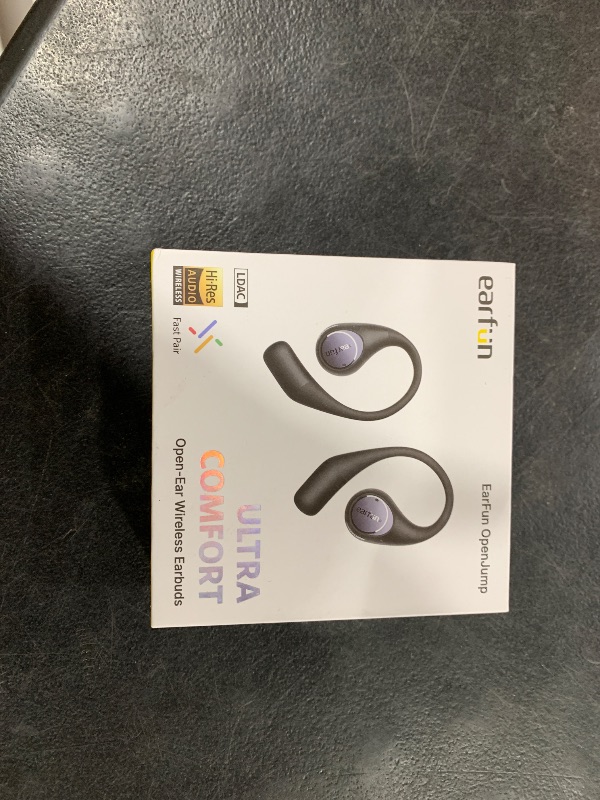 earfun
EarFun OpenJump
earfun
earfun
LDAC
Hi-Res
AUDIO
WIRELESS
Fast Pair
ULTRA
COMFORT
Open-Ear Wireless Earbuds